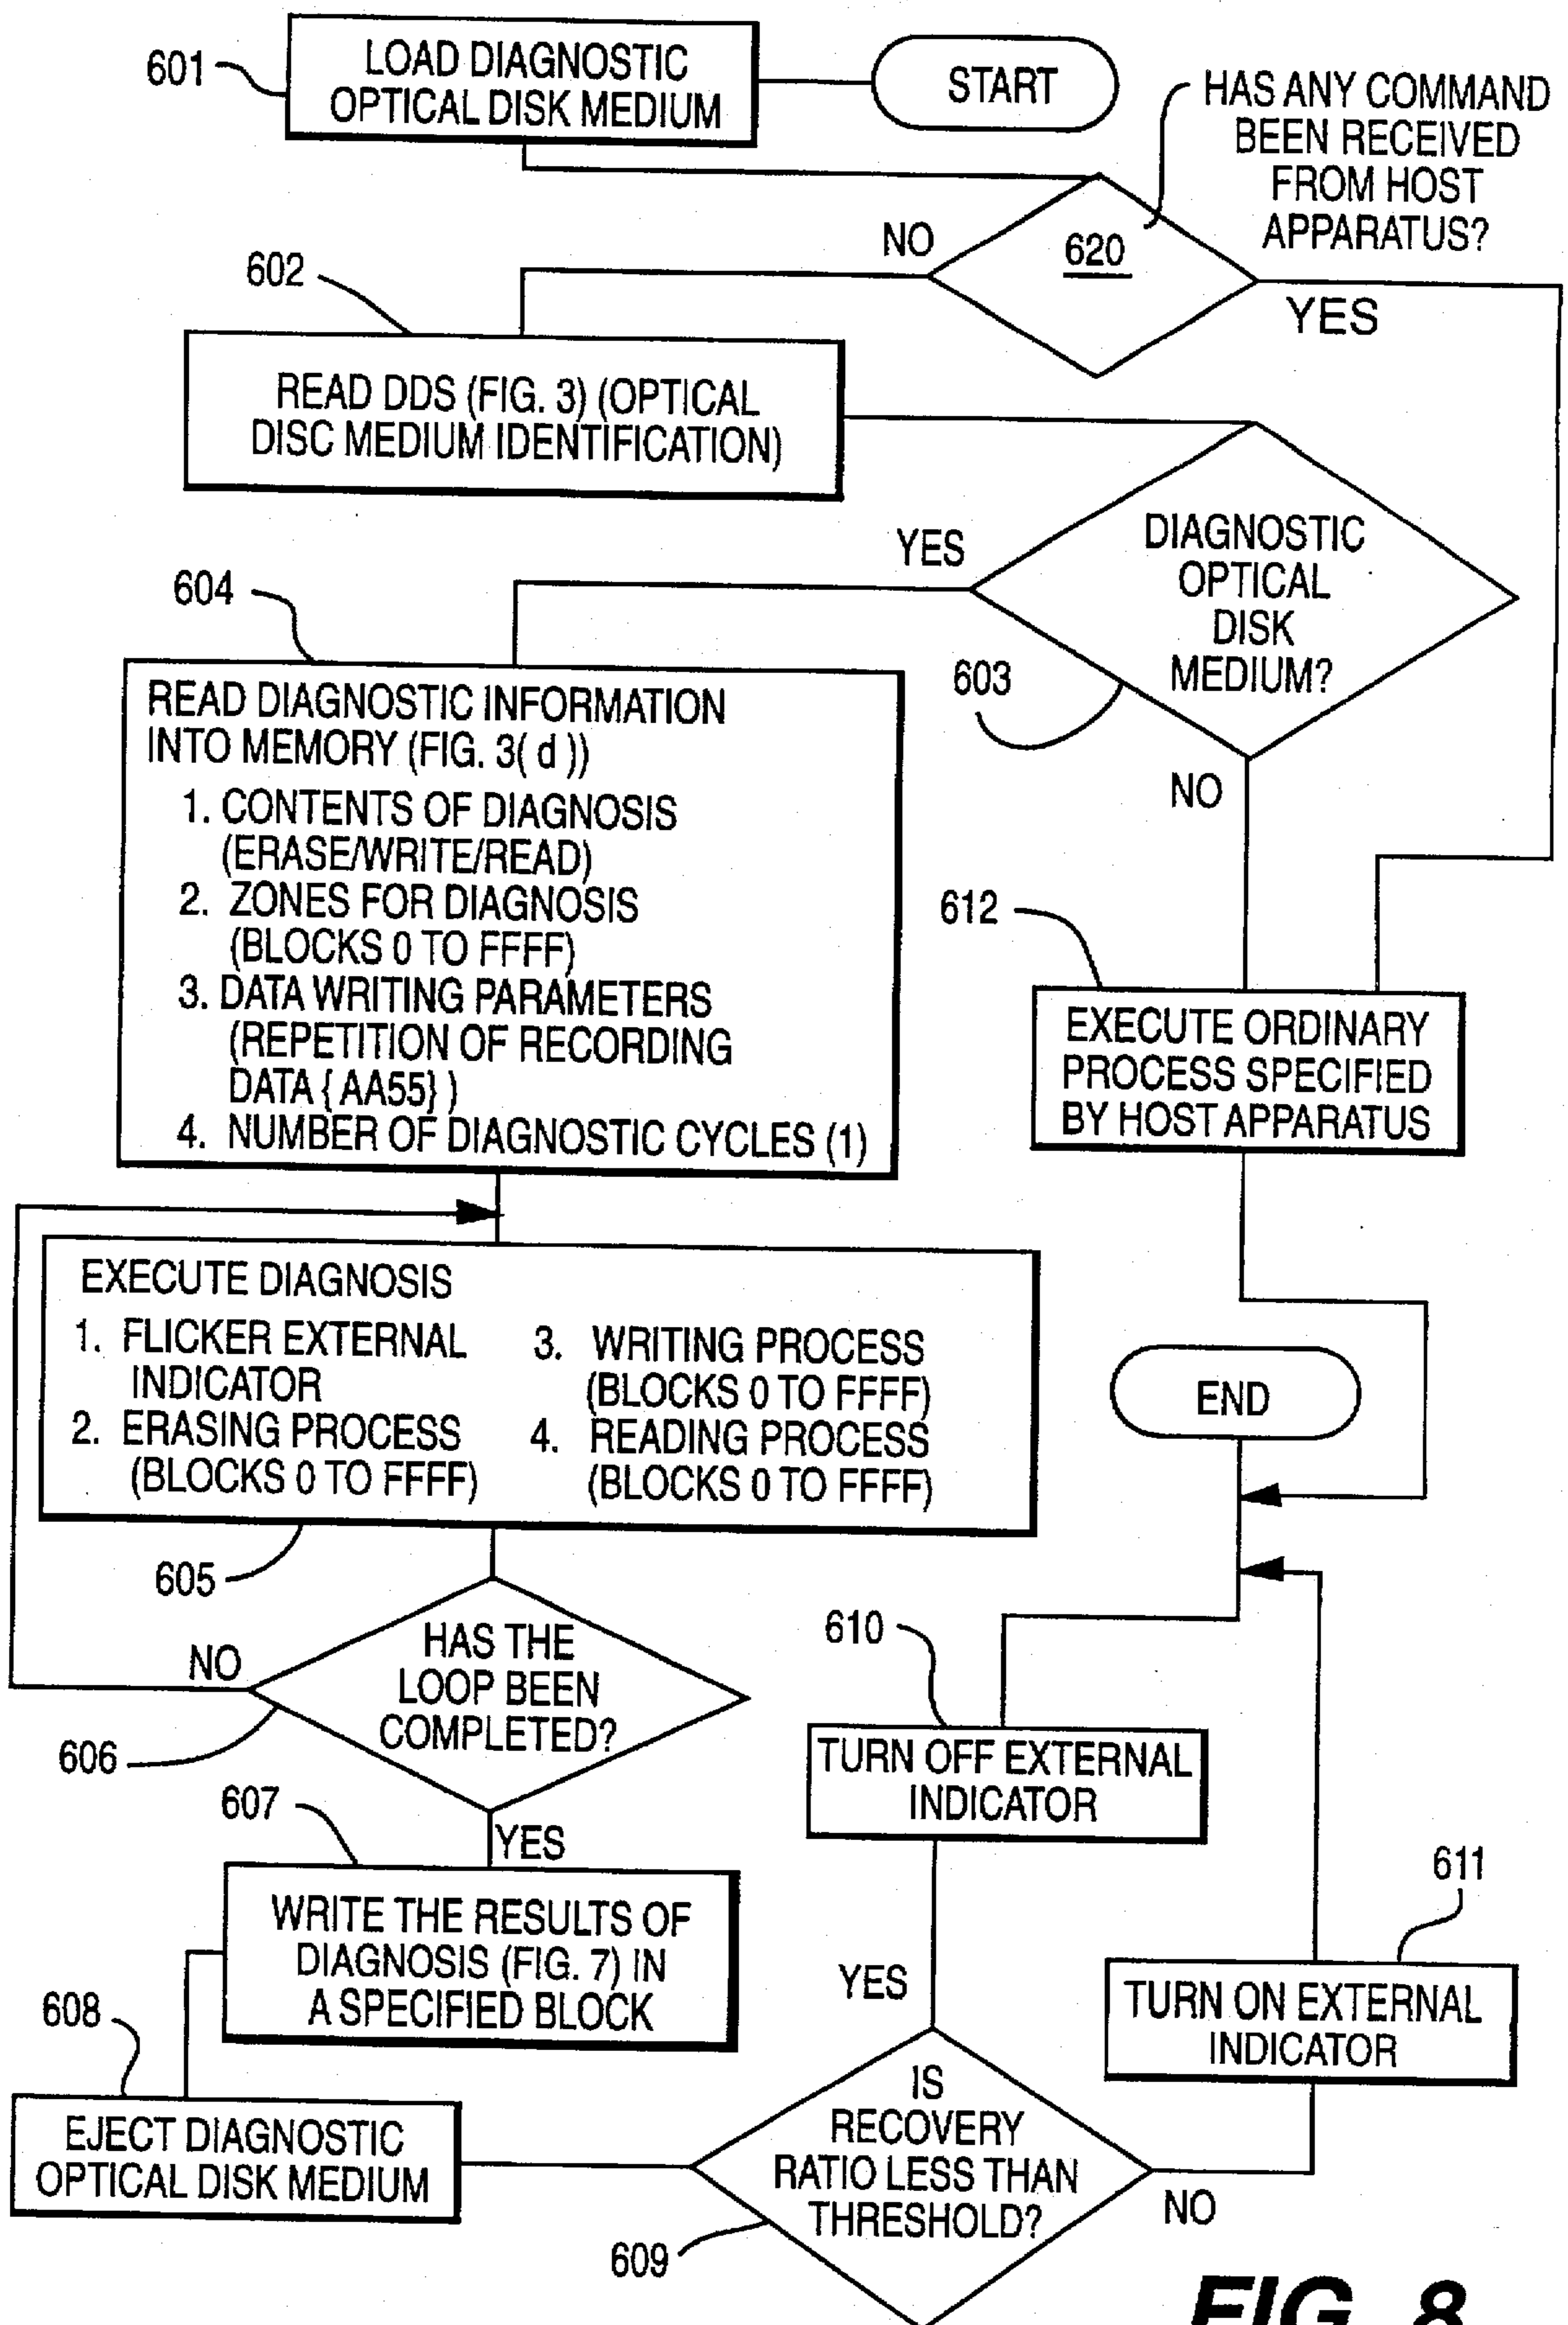 601
LOAD DIAGNOSTIC
OPTICAL DISK MEDIUM
START
HAS ANY COMMAND
BEEN RECEIVED
FROM HOST
APPARATUS?
NO
620
YES
602
READ DDS (FIG. 3) (OPTICAL
DISC MEDIUM IDENTIFICATION)
YES
DIAGNOSTIC
OPTICAL
DISK
MEDIUM?
603
NO
604
READ DIAGNOSTIC INFORMATION
INTO MEMORY (FIG. 3( d ))
1. CONTENTS OF DIAGNOSIS
(ERASE/WRITE/READ)
2. ZONES FOR DIAGNOSIS
(BLOCKS 0 TO FFFF)
3. DATA WRITING PARAMETERS
(REPETITION OF RECORDING
DATA { AA55} )
4. NUMBER OF DIAGNOSTIC CYCLES (1)
612
EXECUTE ORDINARY
PROCESS SPECIFIED
BY HOST APPARATUS
EXECUTE DIAGNOSIS
1. FLICKER EXTERNAL
INDICATOR
2. ERASING PROCESS
(BLOCKS 0 TO FFFF)
3. WRITING PROCESS
(BLOCKS 0 TO FFFF)
4. READING PROCESS
(BLOCKS 0 TO FFFF)
END
605
NO
HAS THE
LOOP BEEN
COMPLETED?
606
YES
610
TURN OFF EXTERNAL
INDICATOR
607
WRITE THE RESULTS OF
DIAGNOSIS (FIG. 7) IN
A SPECIFIED BLOCK
YES
611
TURN ON EXTERNAL
INDICATOR
608
EJECT DIAGNOSTIC
OPTICAL DISK MEDIUM
IS
RECOVERY
RATIO LESS THAN
THRESHOLD?
NO
609
FIG. 8